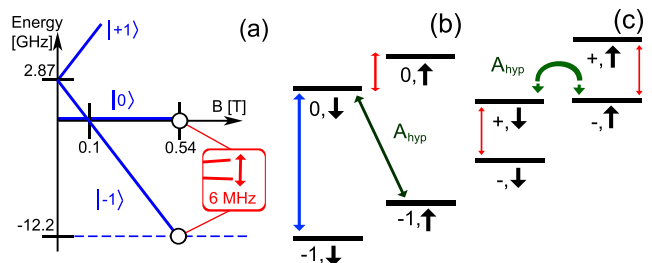 Energy
[GHz]
|+1⟩
(a)
2.87
|0⟩
B [T]
0.1
0.54
6 MHz
|-1⟩
-12.2
(b)
0,⬆
0,⬇
A_hyp
-1,⬆
-1,⬇
(c)
+,⬆
A_hyp
+,⬇
-,⬆
-,⬇